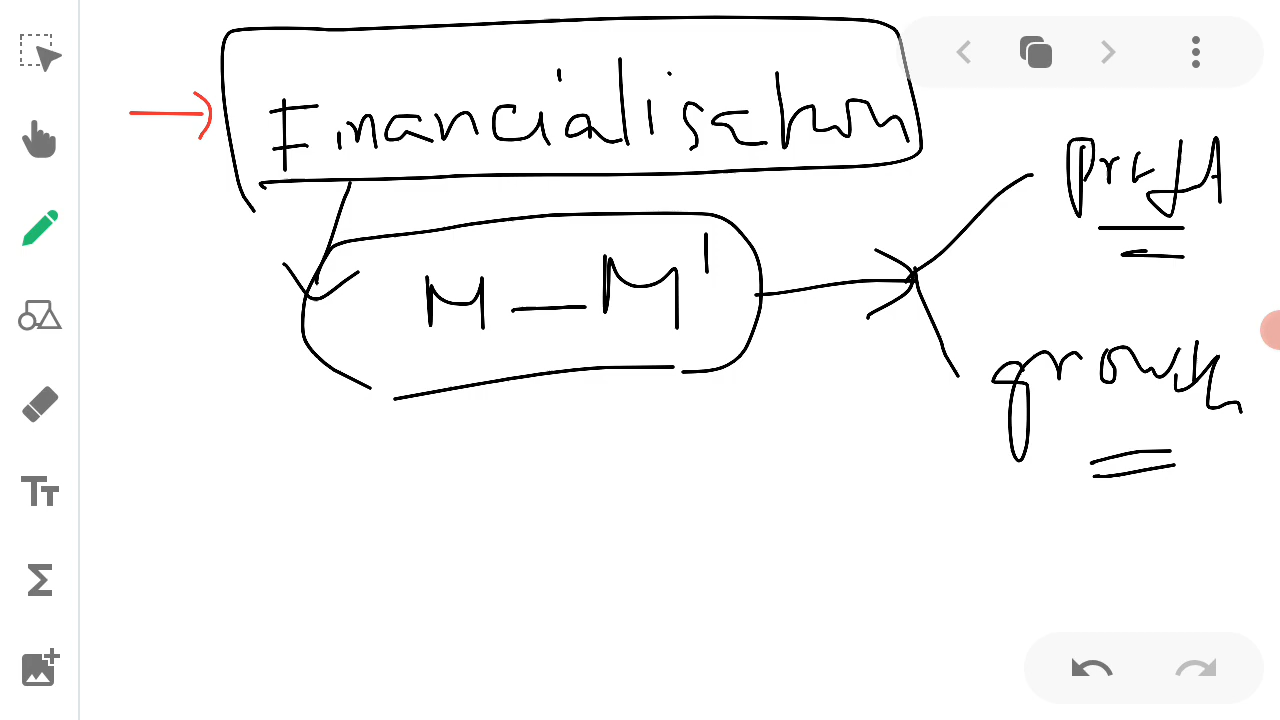 Financialisation
M — M'
profit
growth